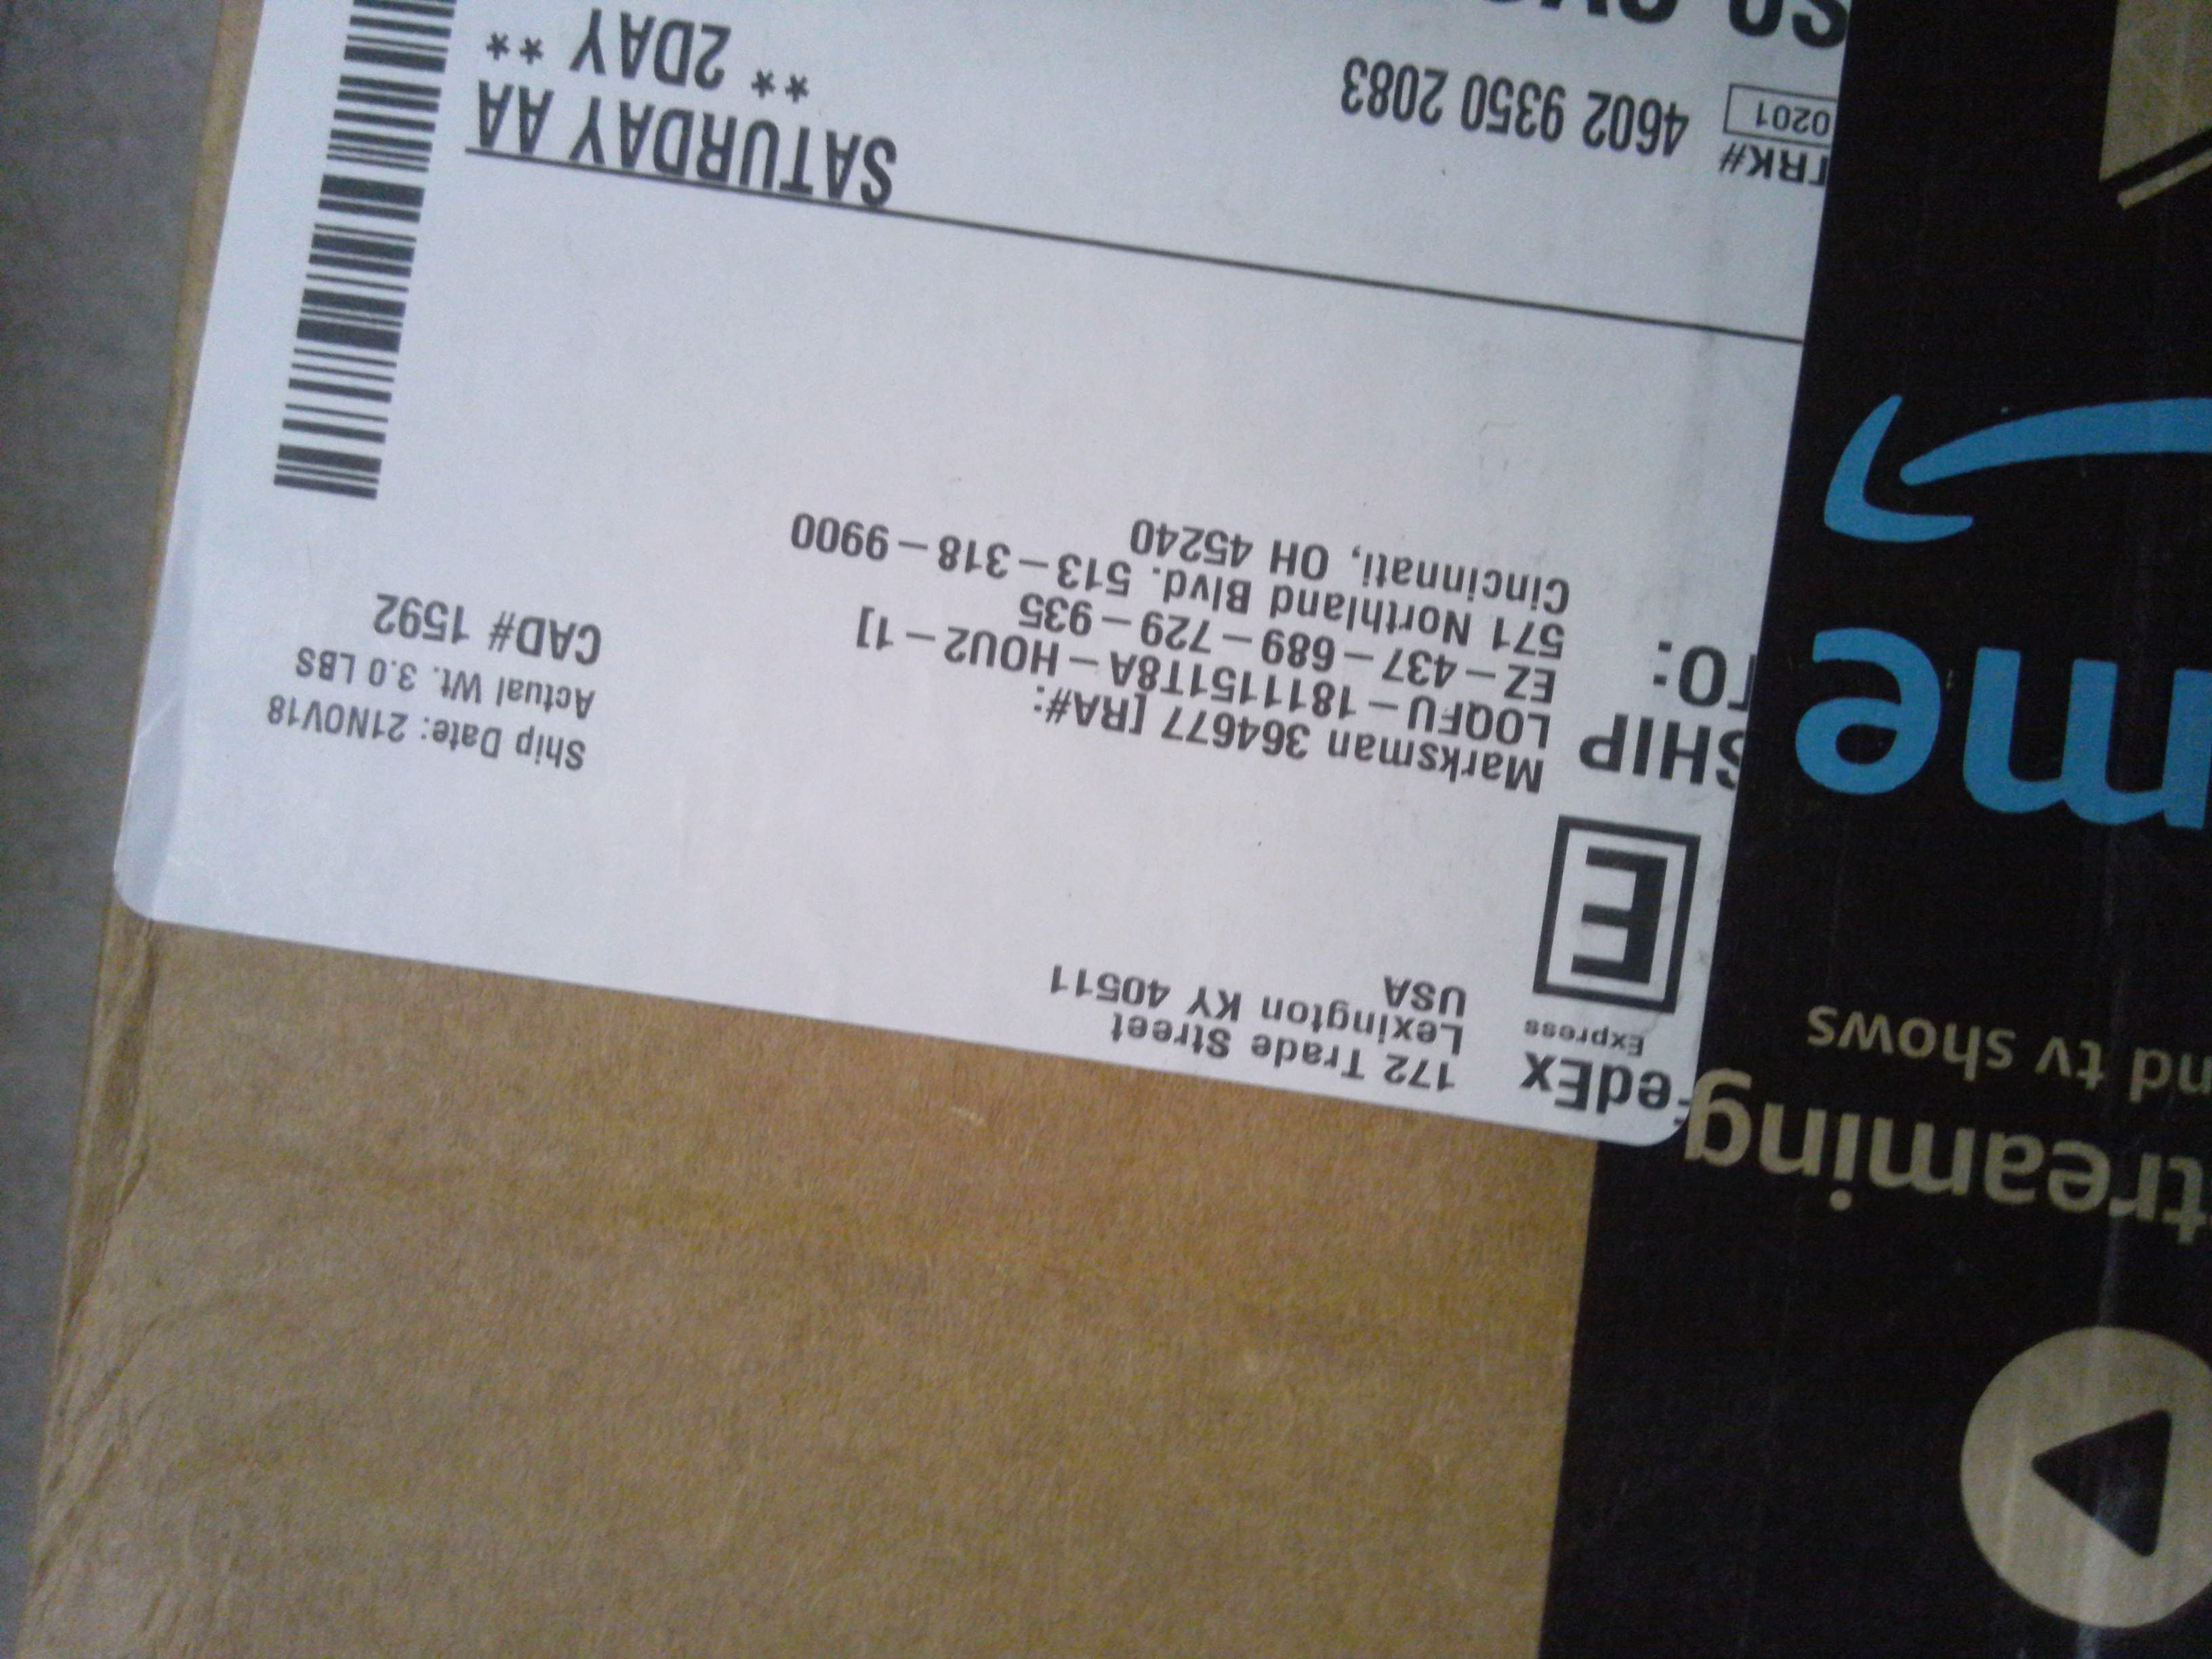 FedEx
Express
E
172 Trade Street
Lexington KY 40511
USA
Ship Date: 21NOV18
Actual Wt. 3.0 LBS
CAD# 1592
SHIP
TO:
Marksman 364677 [RA#:
LOQFU-1811151T8A-HOU2-1]
EZ-437-689-729-935
571 Northland Blvd. 513-318-9900
Cincinnati, OH 45240
TRK#
0201
4602 9350 2083
SATURDAY AA
** 2DAY **
treaming
nd tv shows
me